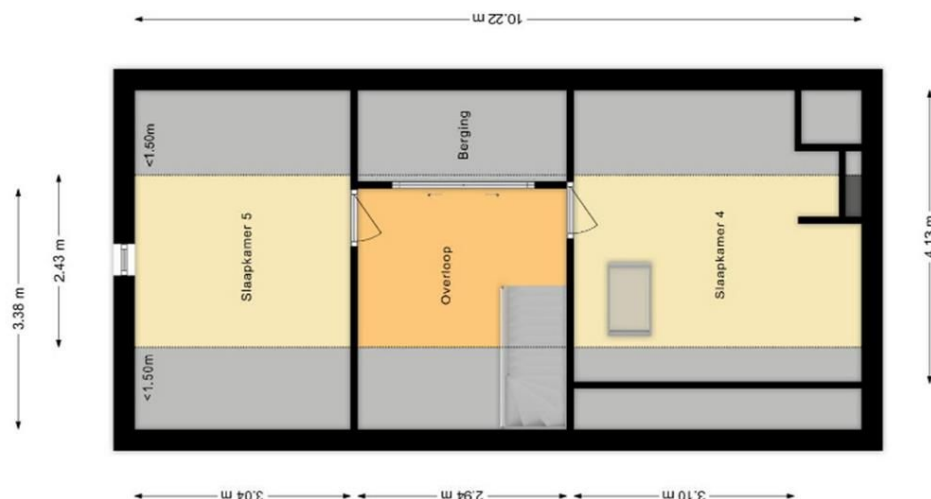 10.22 m
<1.50m
Berging
Slaapkamer 5
Overloop
Slaapkamer 4
2.43 m
3.38 m
4.13 m
<1.50m
3.04 m
2.94 m
3.10 m